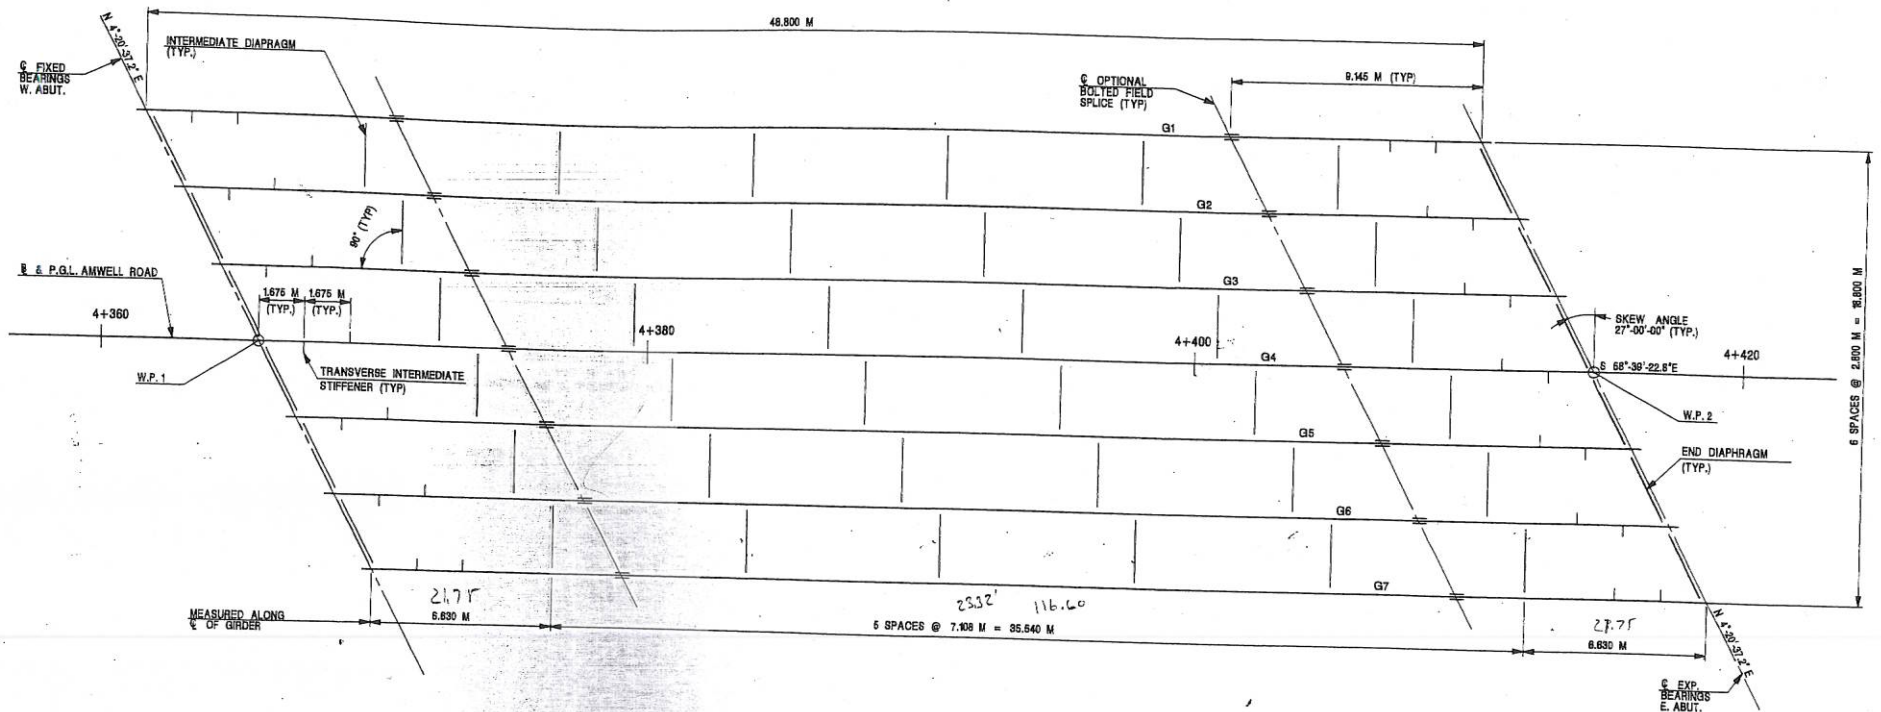 48.800 M
N 4°-20'-37.2" E
INTERMEDIATE DIAPRAGM
(TYP.)
℄ FIXED
BEARINGS
W. ABUT.
℄ OPTIONAL
BOLTED FIELD
SPLICE (TYP)
9.145 M (TYP)
G1
G2
90° (TYP)
G3
& P.G.L. AMWELL ROAD
1.675 M
(TYP.)
1.675 M
(TYP.)
4+360
4+380
4+400
4+420
SKEW ANGLE
27°-00'-00" (TYP.)
6 SPACES @ 2.800 M = 16.800 M
G4
S 58°-39'-22.8"E
W.P. 1
TRANSVERSE INTERMEDIATE
STIFFENER (TYP)
W.P. 2
G5
END DIAPHRAGM
(TYP.)
G6
G7
MEASURED ALONG
℄ OF GIRDER
21.75
6.630 M
23.32' 116.60
5 SPACES @ 7.108 M = 35.540 M
21.75
6.630 M
N 4°-20'-37.2" E
℄ EXP.
BEARINGS
E. ABUT.